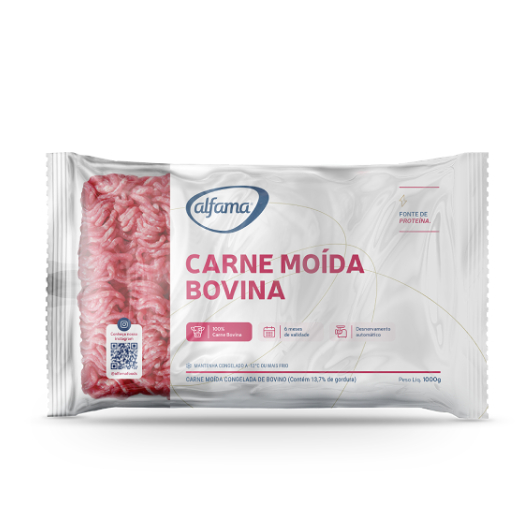 alfama
FONTE DE
PROTEÍNA
CARNE MOÍDA
BOVINA
100%
Carne Bovina
6 meses
de validade
automático
Instagram
MANTENHA CONGELADO A -12°C OU MAIS FRIO
CARNE MOÍDA CONGELADA DE BOVINO (Contém 13,7% de gordura)
Peso Líq. 1000g